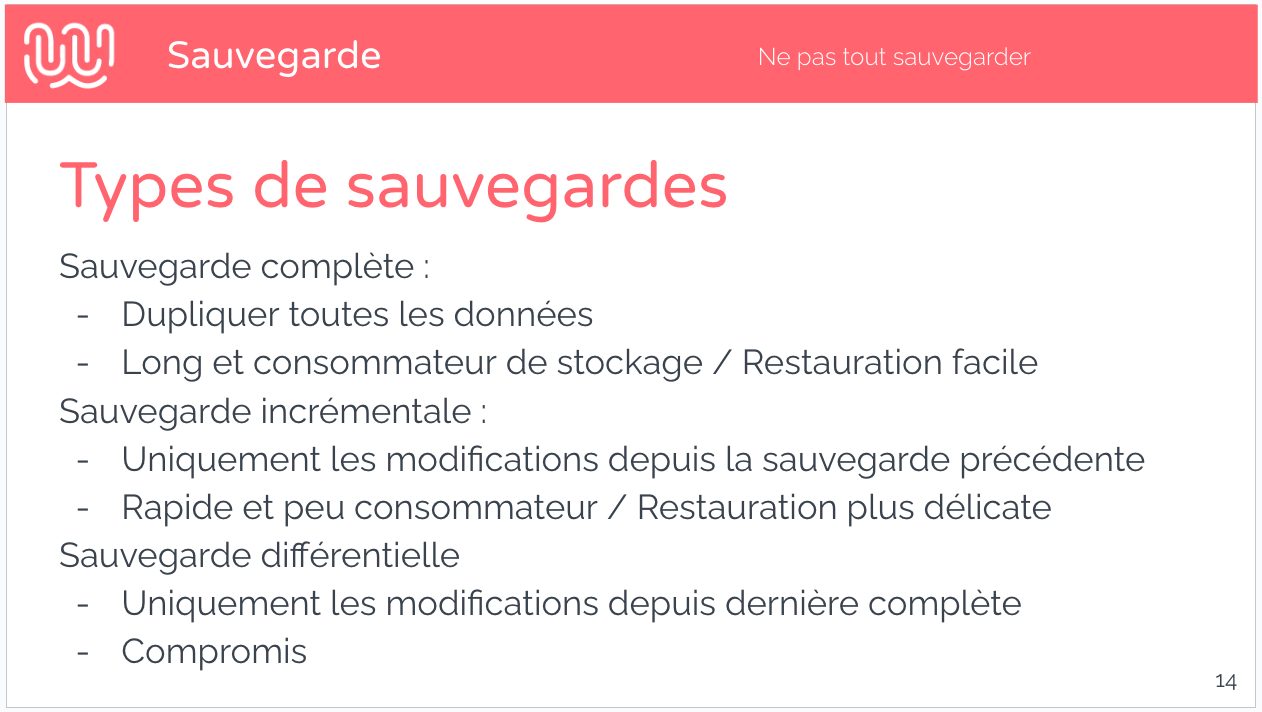 Sauvegarde
Ne pas tout sauvegarder
Types de sauvegardes
Sauvegarde complète :
- Dupliquer toutes les données
- Long et consommateur de stockage / Restauration facile
Sauvegarde incrémentale :
- Uniquement les modifications depuis la sauvegarde précédente
- Rapide et peu consommateur / Restauration plus délicate
Sauvegarde différentielle
- Uniquement les modifications depuis dernière complète
- Compromis
14